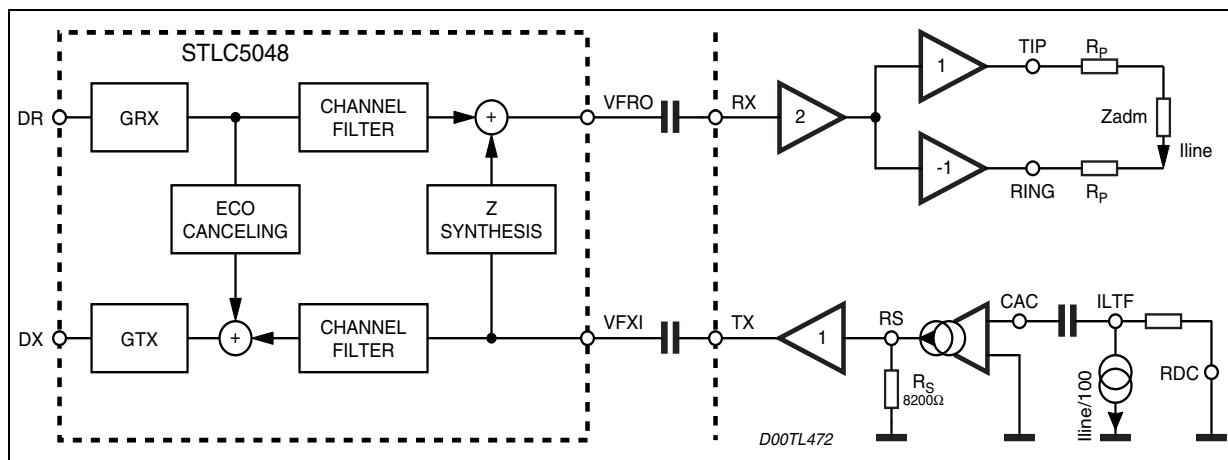 STLC5048
DR
GRX
CHANNEL
FILTER
+
VFRO
RX
2
1
TIP
RP
Zadm
Iline
-1
RING
RP
ECO
CANCELING
Z
SYNTHESIS
DX
GTX
+
CHANNEL
FILTER
VFXI
TX
1
RS
CAC
ILTF
RDC
RS
8200Ω
Iline/100
D00TL472